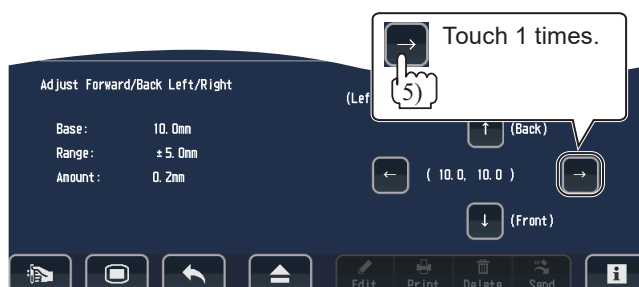 → Touch 1 times.
5)
Adjust Forward/Back Left/Right
(Lef
Base: 10.0mm
↑ (Back)
Range: ±5.0mm
← ( 10.0, 10.0 ) →
Amount: 0.2mm
↓ (Front)
Edit Print Delete Send
i